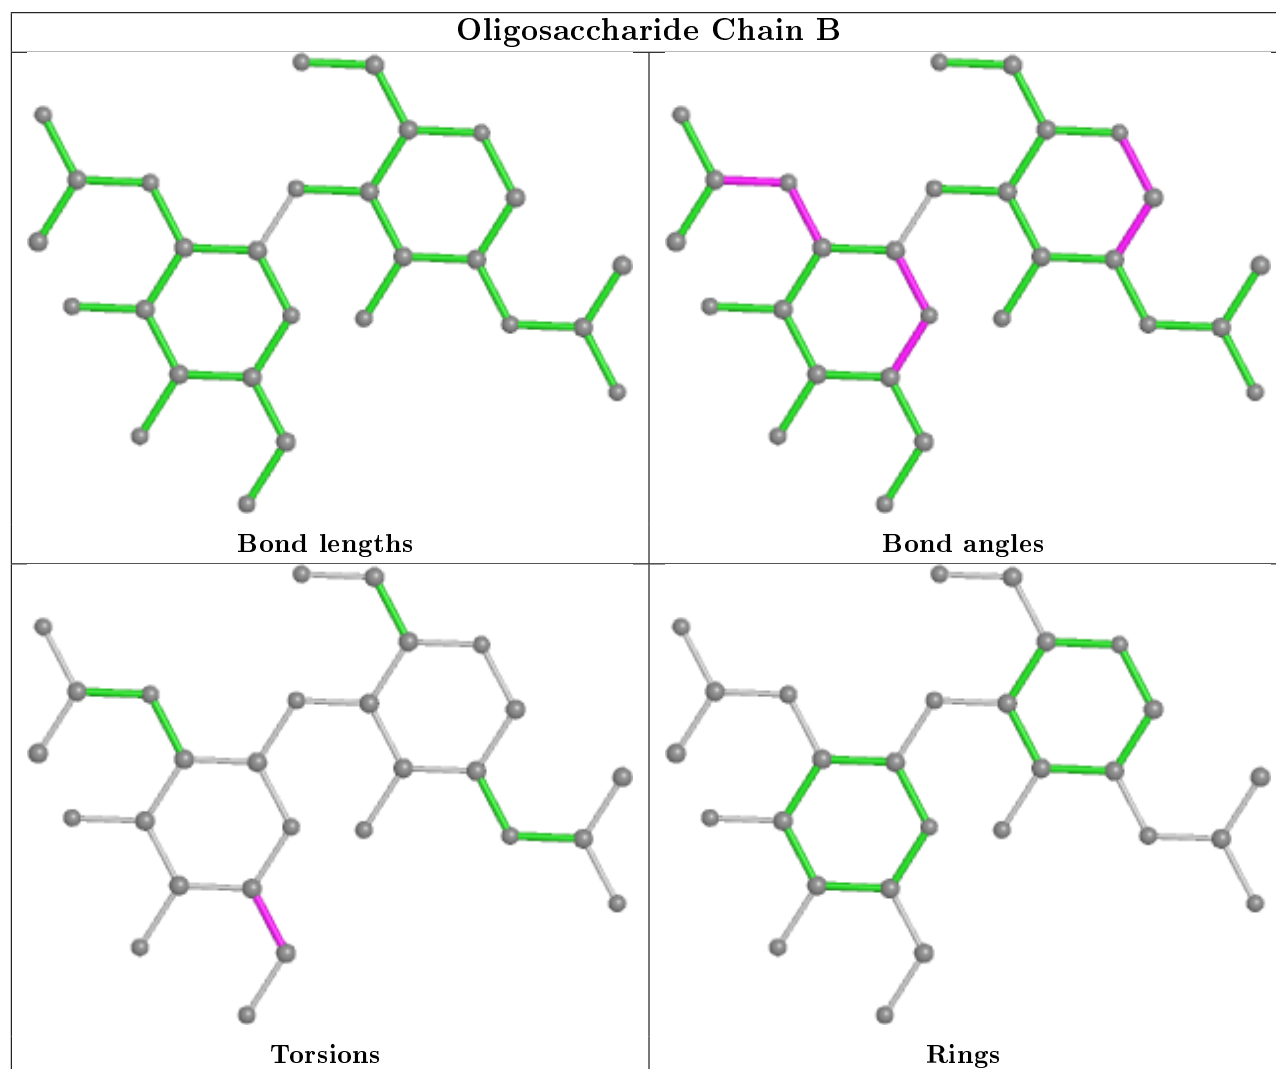 Oligosaccharide Chain B
Bond lengths
Bond angles
Torsions
Rings